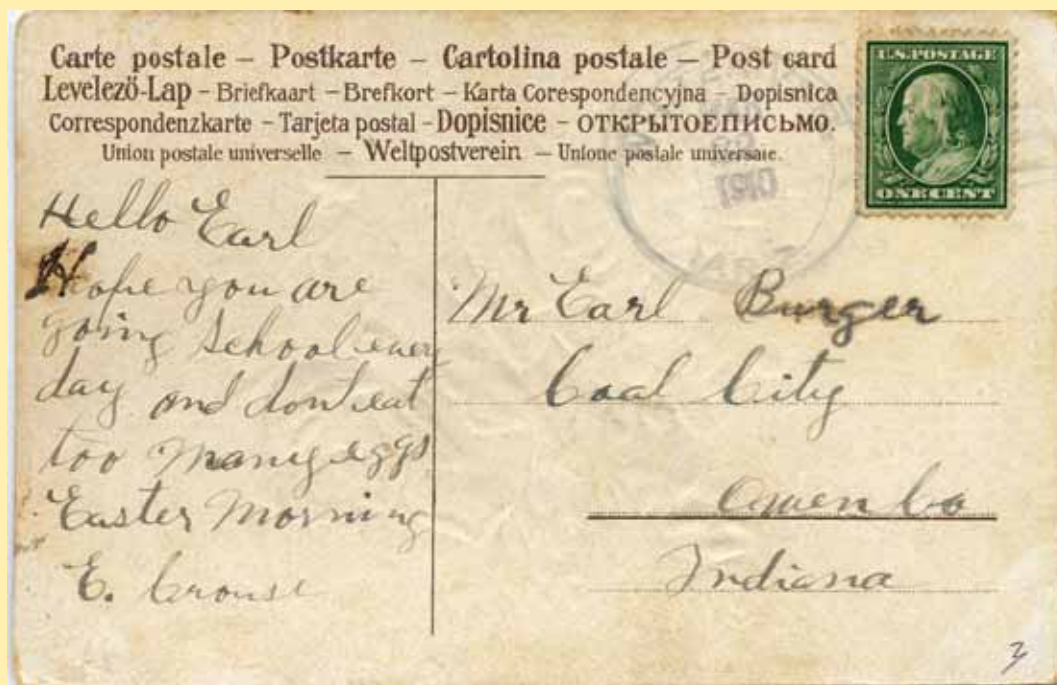 Carte postale – Postkarte – Cartolina postale – Post card
Levelező-Lap – Briefkaart – Brefkort – Karta Corespondencyjna – Dopisnica
Correspondenzkarte – Tarjeta postal – Dopisnice – ОТКРЫТОЕПИСЬМО.
Union postale universelle – Weltpostverein – Unione postale universale.
U.S.POSTAGE
ONE CENT
1910
Hello Earl
Hope you are
going School every
day and dont eat
too many eggs
Easter Morning
E. Crouse
Mr Earl Burger
Coal City
Owen Co
Indiana
3